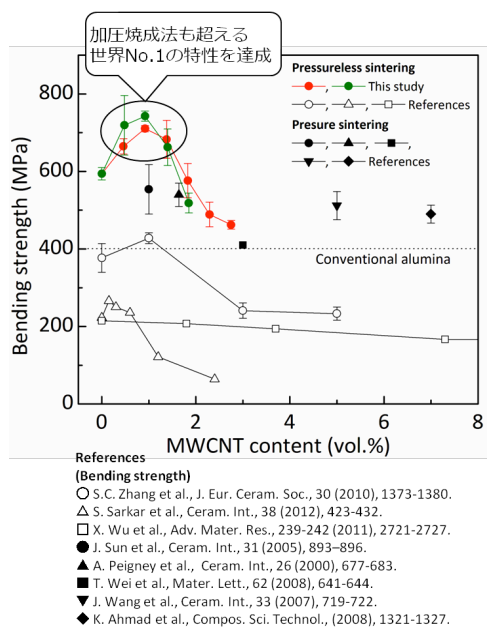 加圧焼成法も超える
世界No.1の特性を達成
Pressureless sintering
This study
References
Presure sintering
References
Conventional alumina
Bending strength (MPa)
800
600
400
200
0
0
2
4
6
8
MWCNT content (vol.%)
References
(Bending strength)
S.C. Zhang et al., J. Eur. Ceram. Soc., 30 (2010), 1373-1380.
S. Sarkar et al., Ceram. Int., 38 (2012), 423-432.
X. Wu et al., Adv. Mater. Res., 239-242 (2011), 2721-2727.
J. Sun et al., Ceram. Int., 31 (2005), 893–896.
A. Peigney et al., Ceram. Int., 26 (2000), 677-683.
T. Wei et al., Mater. Lett., 62 (2008), 641-644.
J. Wang et al., Ceram. Int., 33 (2007), 719-722.
K. Ahmad et al., Compos. Sci. Technol., (2008), 1321-1327.